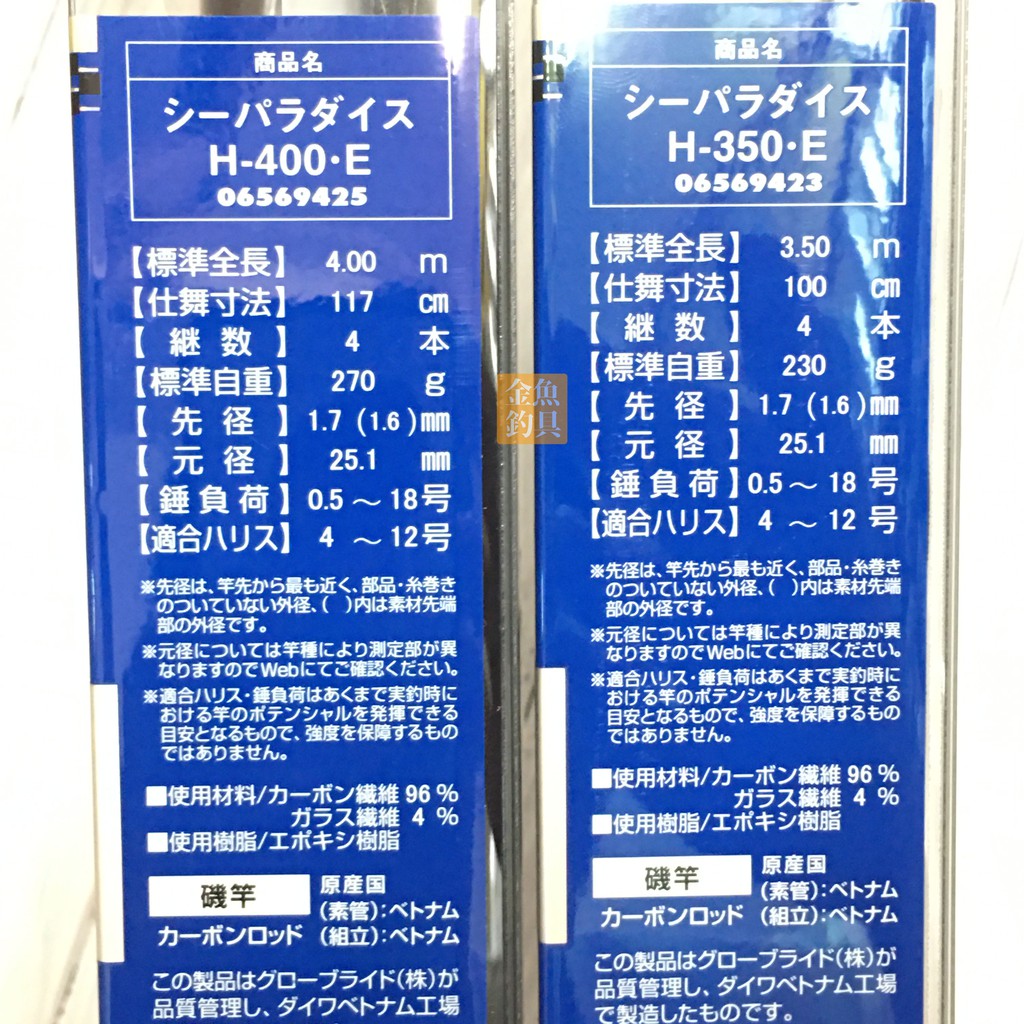 商品名
シーパラダイス
H-400・E
06569425
【標準全長】 4.00 m
【仕舞寸法】 117 cm
【継数】 4 本
【標準自重】 270 g
【先径】 1.7 (1.6)mm
【元径】 25.1 mm
【錘負荷】 0.5 ～ 18号
【適合ハリス】 4 ～ 12号
※先径は、竿先から最も近く、部品・糸巻き
のついていない外径、( )内は素材先端
部の外径です。
※元径については竿種により測定部が異
なりますのでWebにてご確認ください。
※適合ハリス・錘負荷はあくまで実釣時に
おける竿のポテンシャルを発揮できる
目安となるもので、強度を保障するもの
ではありません。
■使用材料/カーボン繊維 96 %
ガラス繊維 4 %
■使用樹脂/エポキシ樹脂
磯竿
カーボンロッド
原産国
(素管):ベトナム
(組立):ベトナム
この製品はグローブライド(株)が
品質管理し、ダイワベトナム工場
商品名
シーパラダイス
H-350・E
06569423
【標準全長】 3.50 m
【仕舞寸法】 100 cm
【継数】 4 本
【標準自重】 230 g
【先径】 1.7 (1.6)mm
【元径】 25.1 mm
【錘負荷】 0.5 ～ 18 号
【適合ハリス】 4 ～ 12 号
※先径は、竿先から最も近く、部品・糸巻き
のついていない外径、( )内は素材先端
部の外径です。
※元径については竿種により測定部が異
なりますのでWebにてご確認ください。
※適合ハリス・錘負荷はあくまで実釣時に
おける竿のポテンシャルを発揮できる
目安となるもので、強度を保障するもの
ではありません。
■使用材料/カーボン繊維 96 %
ガラス繊維 4 %
■使用樹脂/エポキシ樹脂
磯竿
カーボンロッド
原産国
(素管):ベトナム
(組立):ベトナム
この製品はグローブライド(株)が
品質管理し、ダイワベトナム工場
で製造したものです。
金魚
釣具